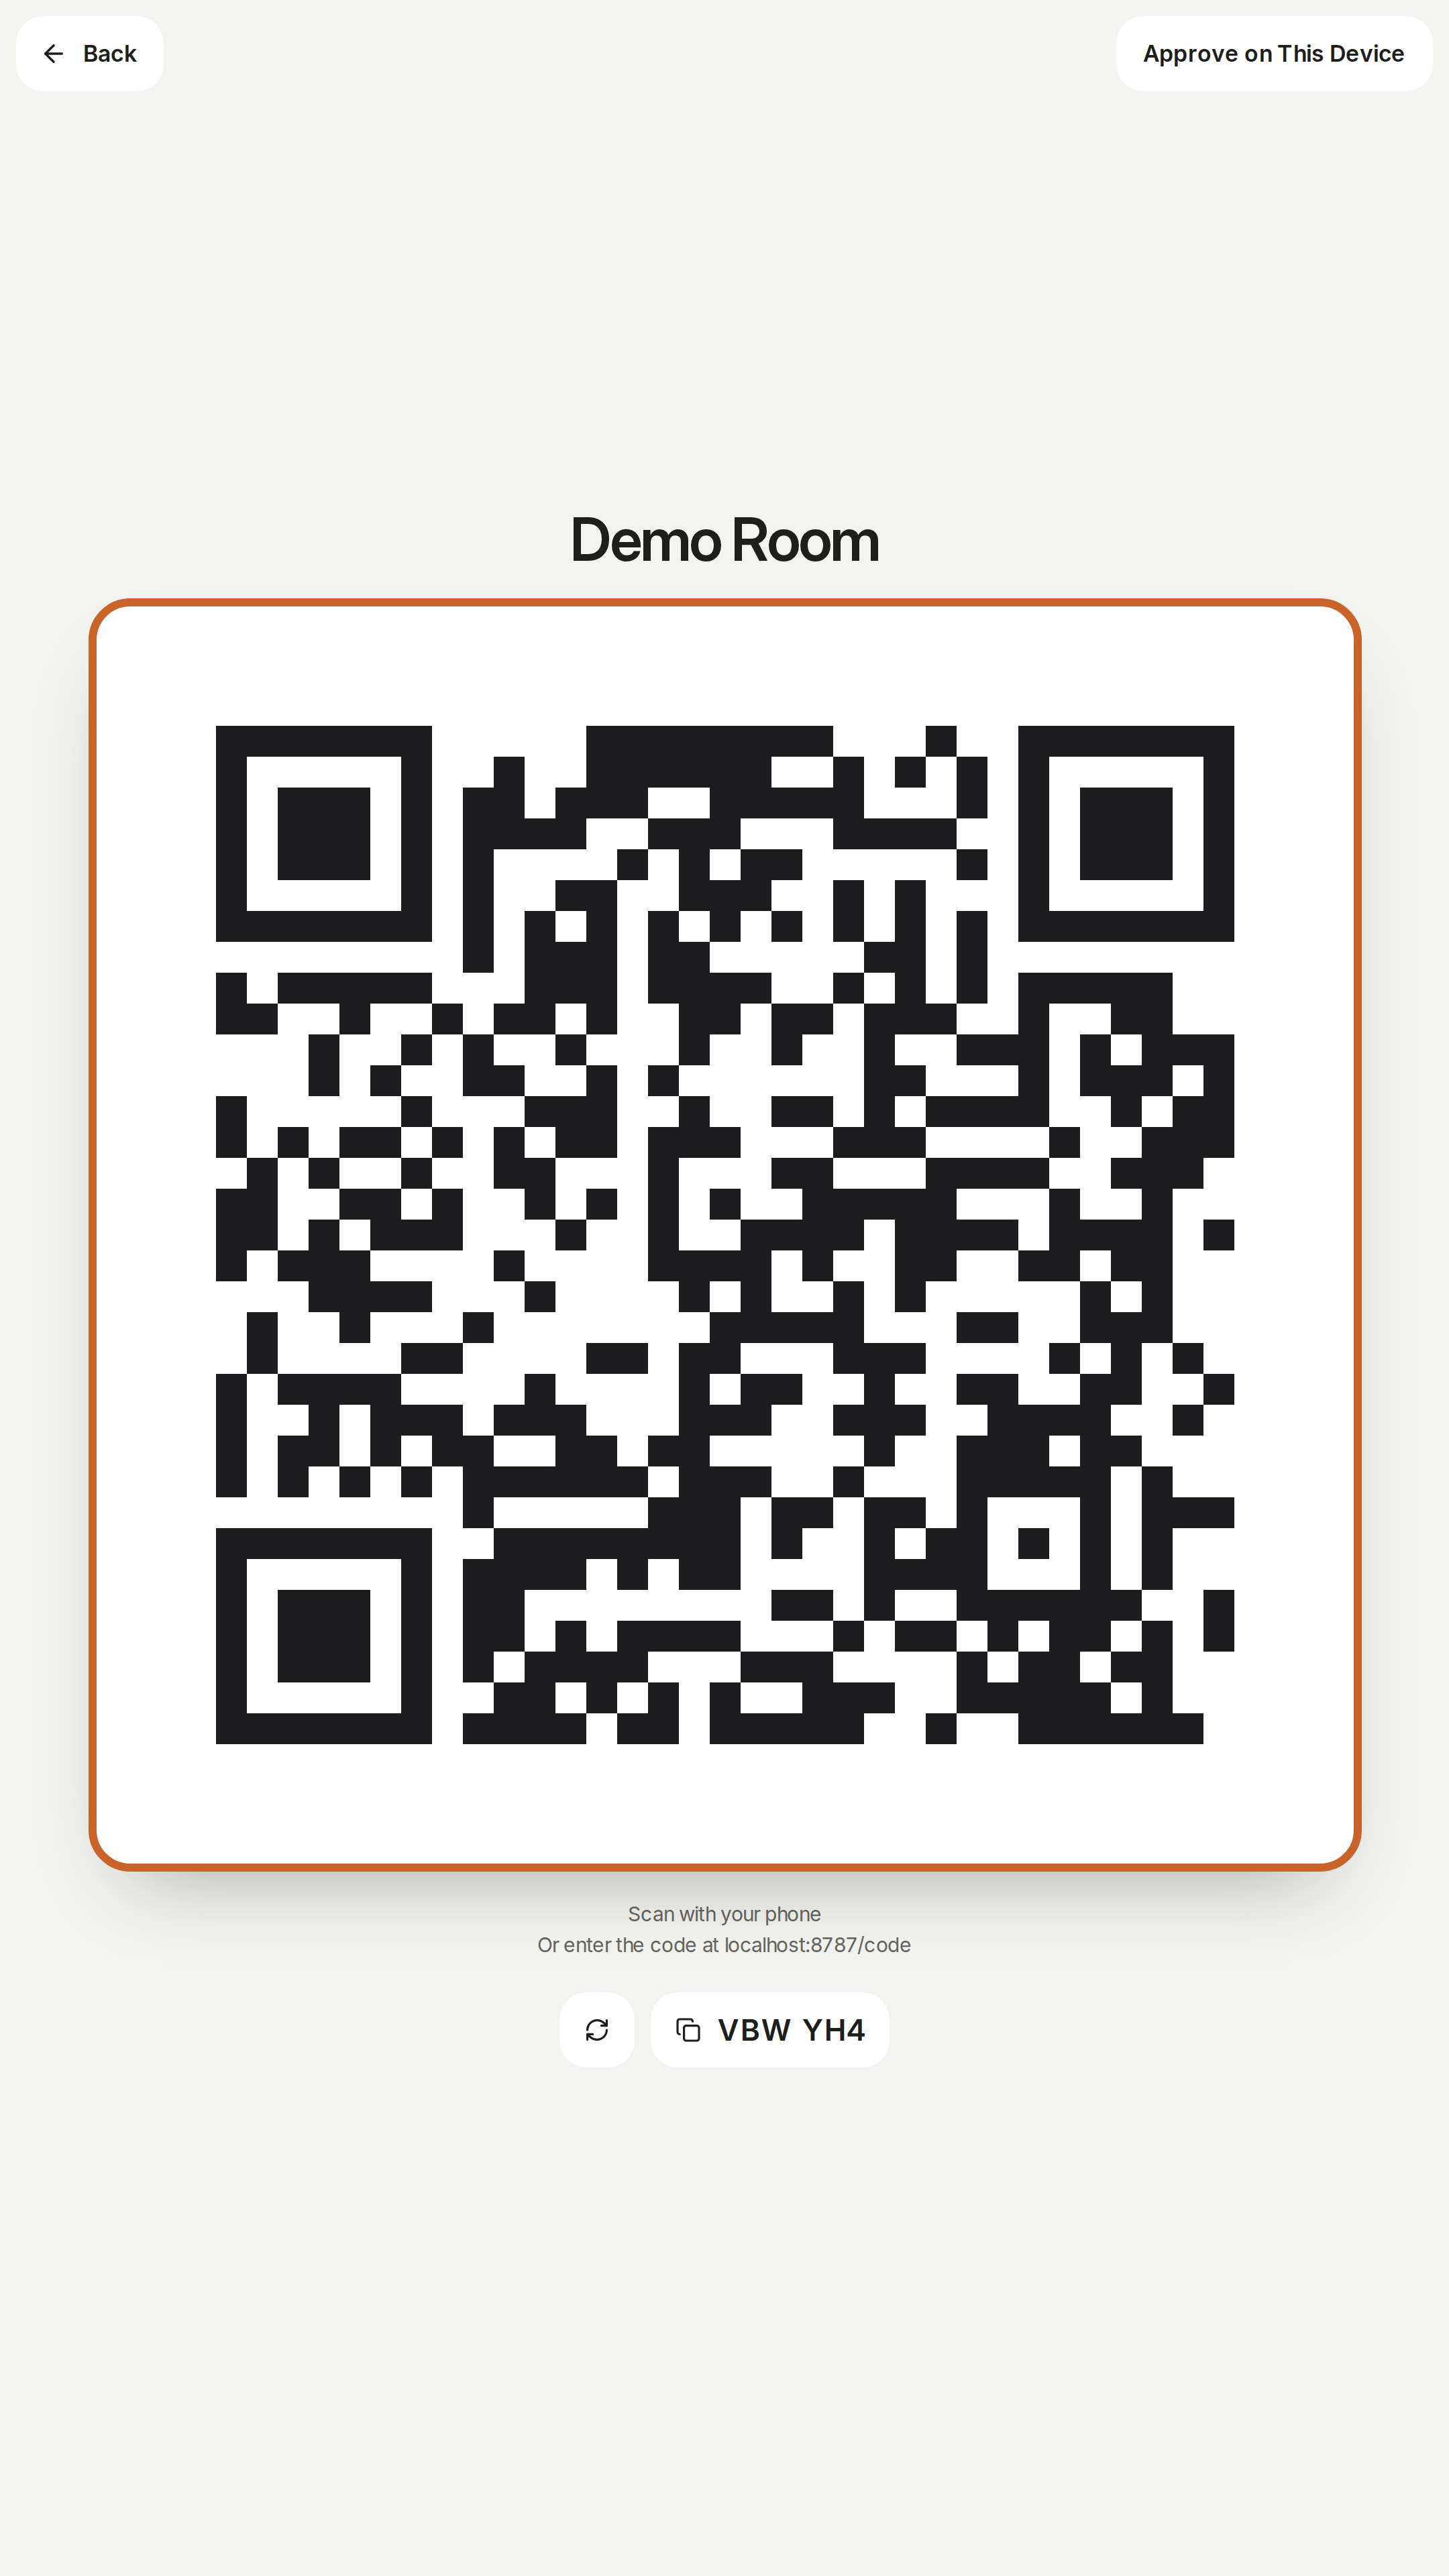 Back
Approve on This Device
Demo Room
Scan with your phone
Or enter the code at localhost:8787/code
VBW YH4